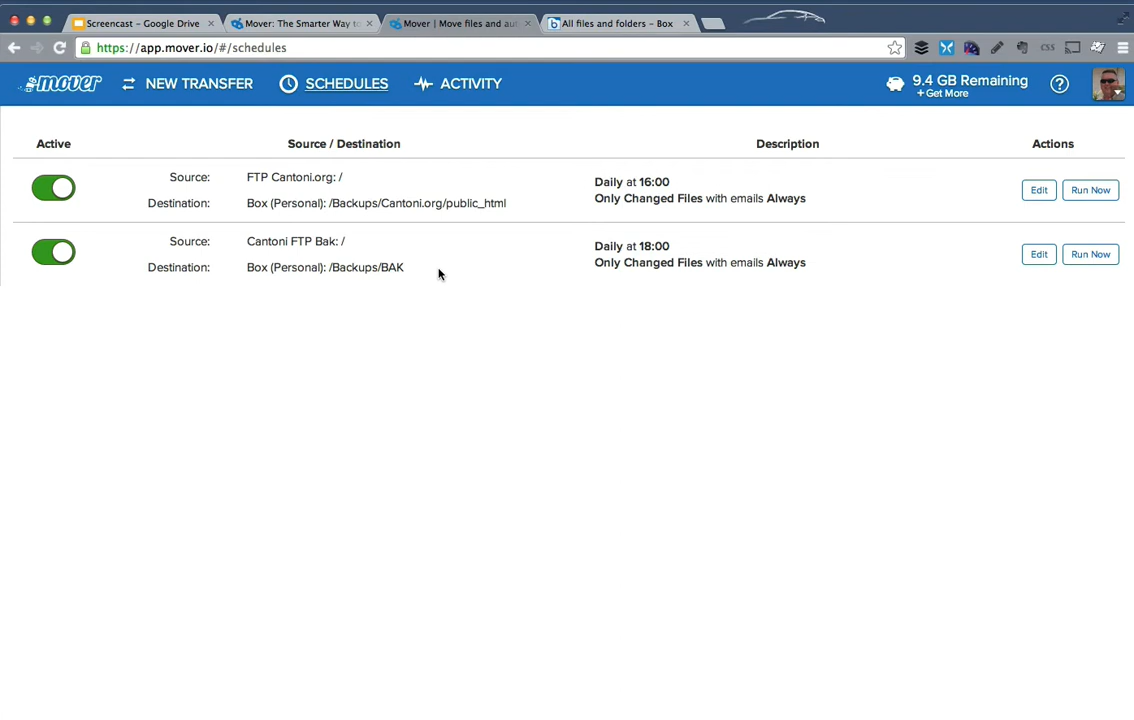 Screencast – Google Drive
Mover: The Smarter Way to
Mover | Move files and aut
All files and folders – Box
https://app.mover.io/#/schedules
CSS
mover
NEW TRANSFER
SCHEDULES
ACTIVITY
9.4 GB Remaining
+Get More
Active
Source / Destination
Description
Actions
Source: FTP Cantoni.org: /
Destination: Box (Personal): /Backups/Cantoni.org/public_html
Daily at 16:00
Only Changed Files with emails Always
Edit
Run Now
Source: Cantoni FTP Bak: /
Destination: Box (Personal): /Backups/BAK
Daily at 18:00
Only Changed Files with emails Always
Edit
Run Now